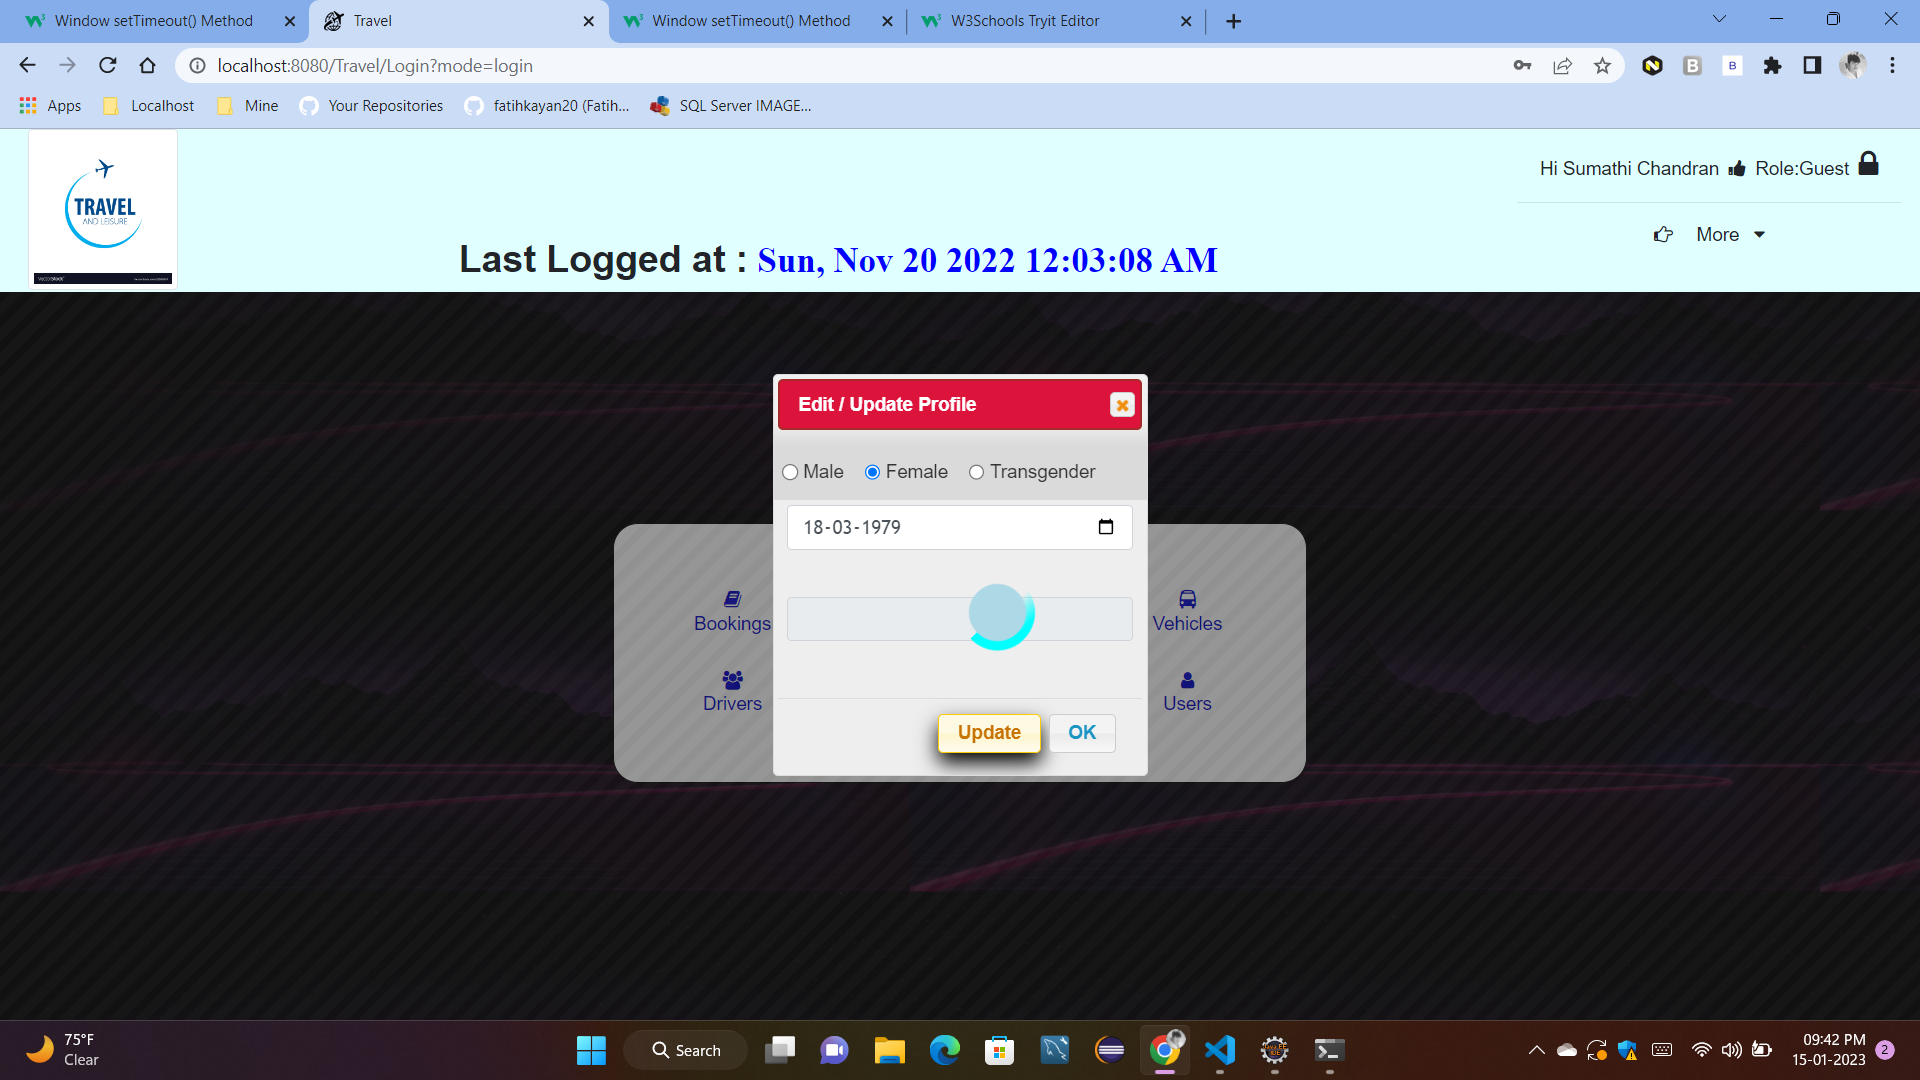 Window setTimeout() Method
Travel
Window setTimeout() Method
W3Schools Tryit Editor
localhost:8080/Travel/Login?mode=login
Apps
Localhost
Mine
Your Repositories
fatihkayan20 (Fatih...
SQL Server IMAGE...
TRAVEL
AND LEISURE
VectorStock
Hi Sumathi Chandran Role:Guest
More
Last Logged at : Sun, Nov 20 2022 12:03:08 AM
Edit / Update Profile
Male Female Transgender
18-03-1979
Bookings
Vehicles
Drivers
Users
Update OK
75°F
Clear
Search
09:42 PM
15-01-2023
2